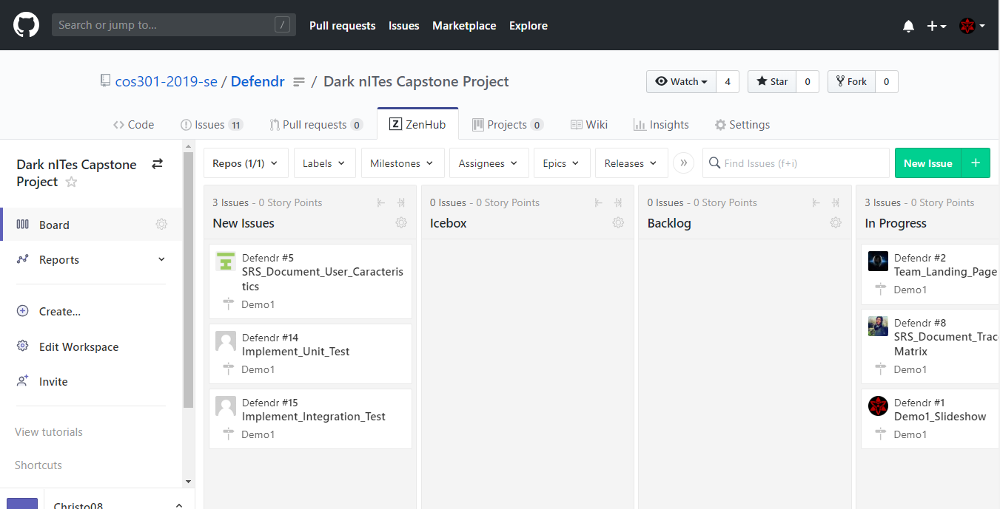 Search or jump to... / Pull requests Issues Marketplace Explore
cos301-2019-se / Defendr / Dark nITes Capstone Project
Watch 4 Star 0 Fork 0
Code Issues 11 Pull requests 0 Z ZenHub Projects 0 Wiki Insights Settings
Dark nITes Capstone
Project
Board
Reports
Create...
Edit Workspace
Invite
View tutorials
Shortcuts
Christo08
Repos (1/1) Labels Milestones Assignees Epics Releases » Find Issues (f+i) New Issue +
3 Issues - 0 Story Points
New Issues
Defendr #5
SRS_Document_User_Caracteris
tics
Demo1
Defendr #14
Implement_Unit_Test
Demo1
Defendr #15
Implement_Integration_Test
Demo1
0 Issues - 0 Story Points
Icebox
0 Issues - 0 Story Points
Backlog
3 Issues - 0 Story Points
In Progress
Defendr #2
Team_Landing_Page
Demo1
Defendr #8
SRS_Document_Trace
Matrix
Demo1
Defendr #1
Demo1_Slideshow
Demo1